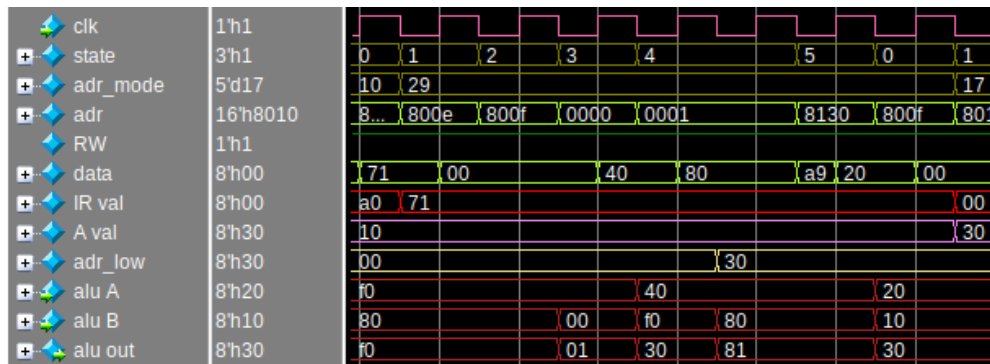 clk 1'h1
state 3'h1 0 1 2 3 4 5 0 1
adr_mode 5'd17 10 29 17
adr 16'h8010 8... 800e 800f 0000 0001 8130 800f 801
RW 1'h1
data 8'h00 71 00 40 80 a9 20 00
IR val 8'h00 a0 71 00
A val 8'h30 10 30
adr_low 8'h30 00 30
alu A 8'h20 f0 40 20
alu B 8'h10 80 00 f0 80 10
alu out 8'h30 f0 01 30 81 30